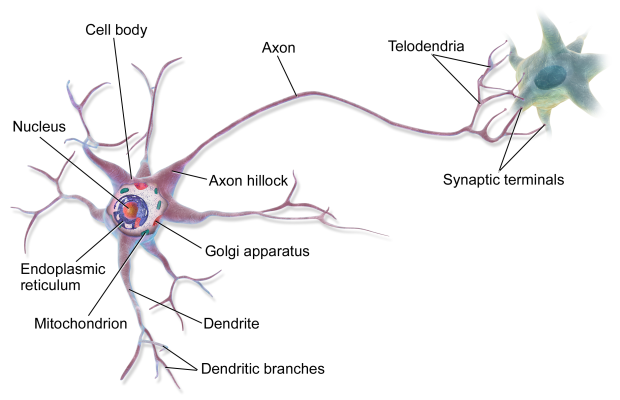 Cell body
Axon
Telodendria
Nucleus
Axon hillock
Synaptic terminals
Golgi apparatus
Endoplasmic
reticulum
Mitochondrion
Dendrite
Dendritic branches